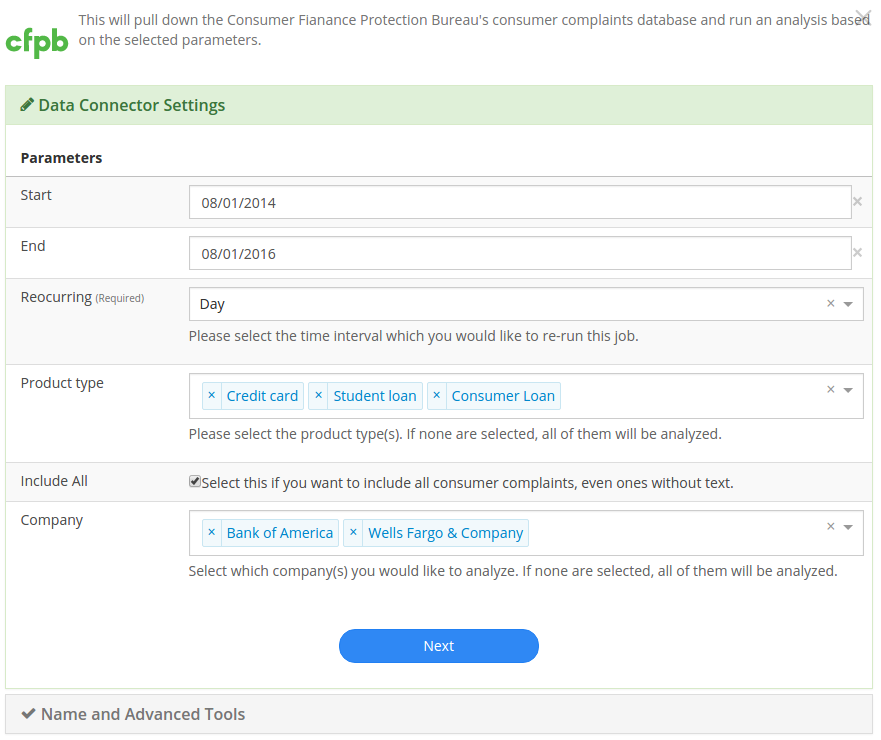 This will pull down the Consumer Fianance Protection Bureau's consumer complaints database and run an analysis based
cfpb
on the selected parameters.
Data Connector Settings
Parameters
Start
08/01/2014
End
08/01/2016
Reocurring (Required)
Day
Please select the time interval which you would like to re-run this job.
Product type
× Credit card × Student loan × Consumer Loan
Please select the product type(s). If none are selected, all of them will be analyzed.
Include All
Select this if you want to include all consumer complaints, even ones without text.
Company
× Bank of America × Wells Fargo & Company
Select which company(s) you would like to analyze. If none are selected, all of them will be analyzed.
Next
Name and Advanced Tools